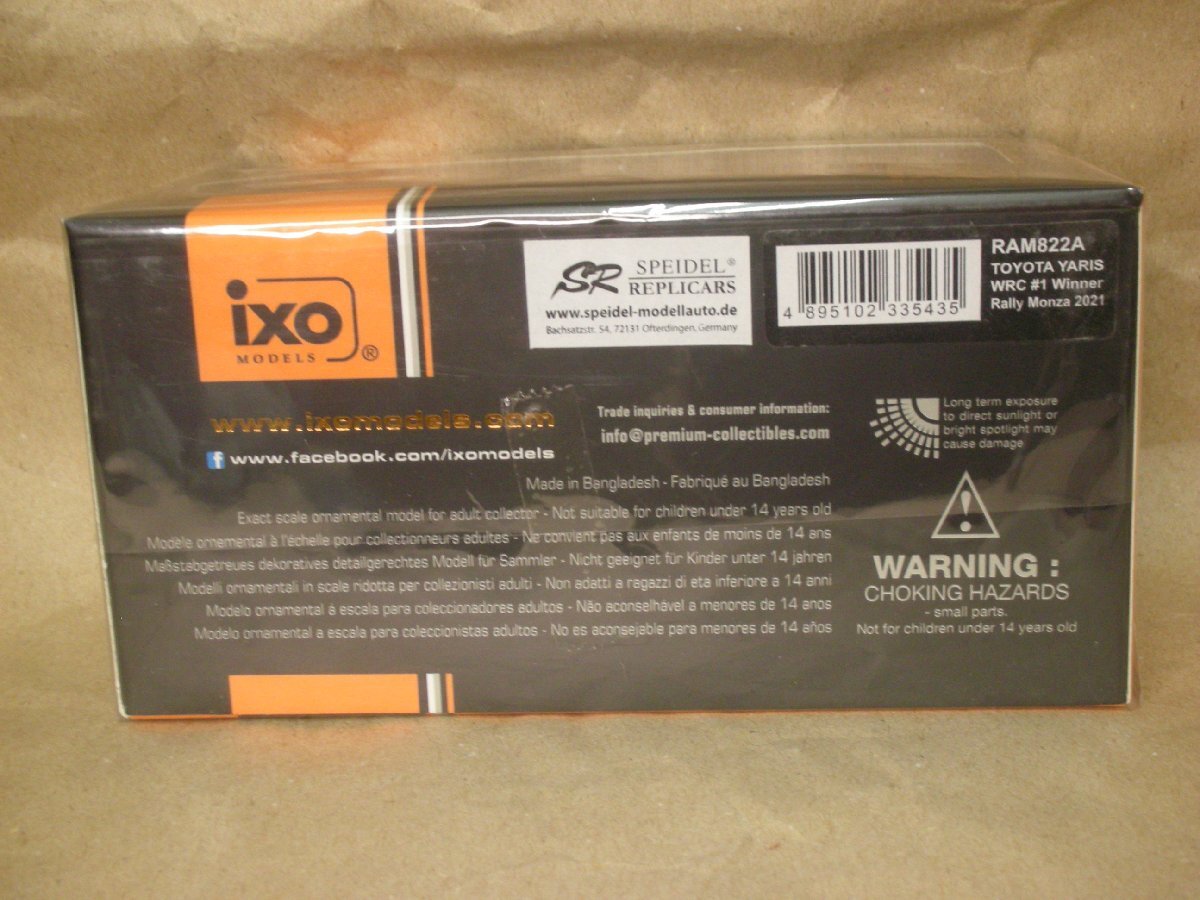 ixo
MODELS ®
SR SPEIDEL®
REPLICARS
www.speidel-modellauto.de
Bachsatzstr. 54, 72131 Ofterdingen, Germany
4 895102 335435
RAM822A
TOYOTA YARIS
WRC #1 Winner
Rally Monza 2021
www.ixomodels.com
f www.facebook.com/ixomodels
Trade inquiries & consumer information:
info@premium-collectibles.com
Long term exposure
to direct sunlight or
bright spotlight may
cause damage
Made in Bangladesh - Fabriqué au Bangladesh
Exact scale ornamental model for adult collector - Not suitable for children under 14 years old
Modèle ornemental à l'échelle pour collectionneurs adultes - Ne convient pas aux enfants de moins de 14 ans
Maßstabgetreues dekoratives detailgerechtes Modell für Sammler - Nicht geeignet für Kinder unter 14 jahren
Modelli ornamentali in scale ridotta per collezionisti adulti - Non adatti a ragazzi di eta inferiore a 14 anni
Modelo ornamental á escala para coleccionadores adultos - Não aconselhável a menores de 14 anos
Modelo ornamental a escala para coleccionistas adultos - No es aconsejable para menores de 14 años
!
WARNING :
CHOKING HAZARDS
- small parts.
Not for children under 14 years old